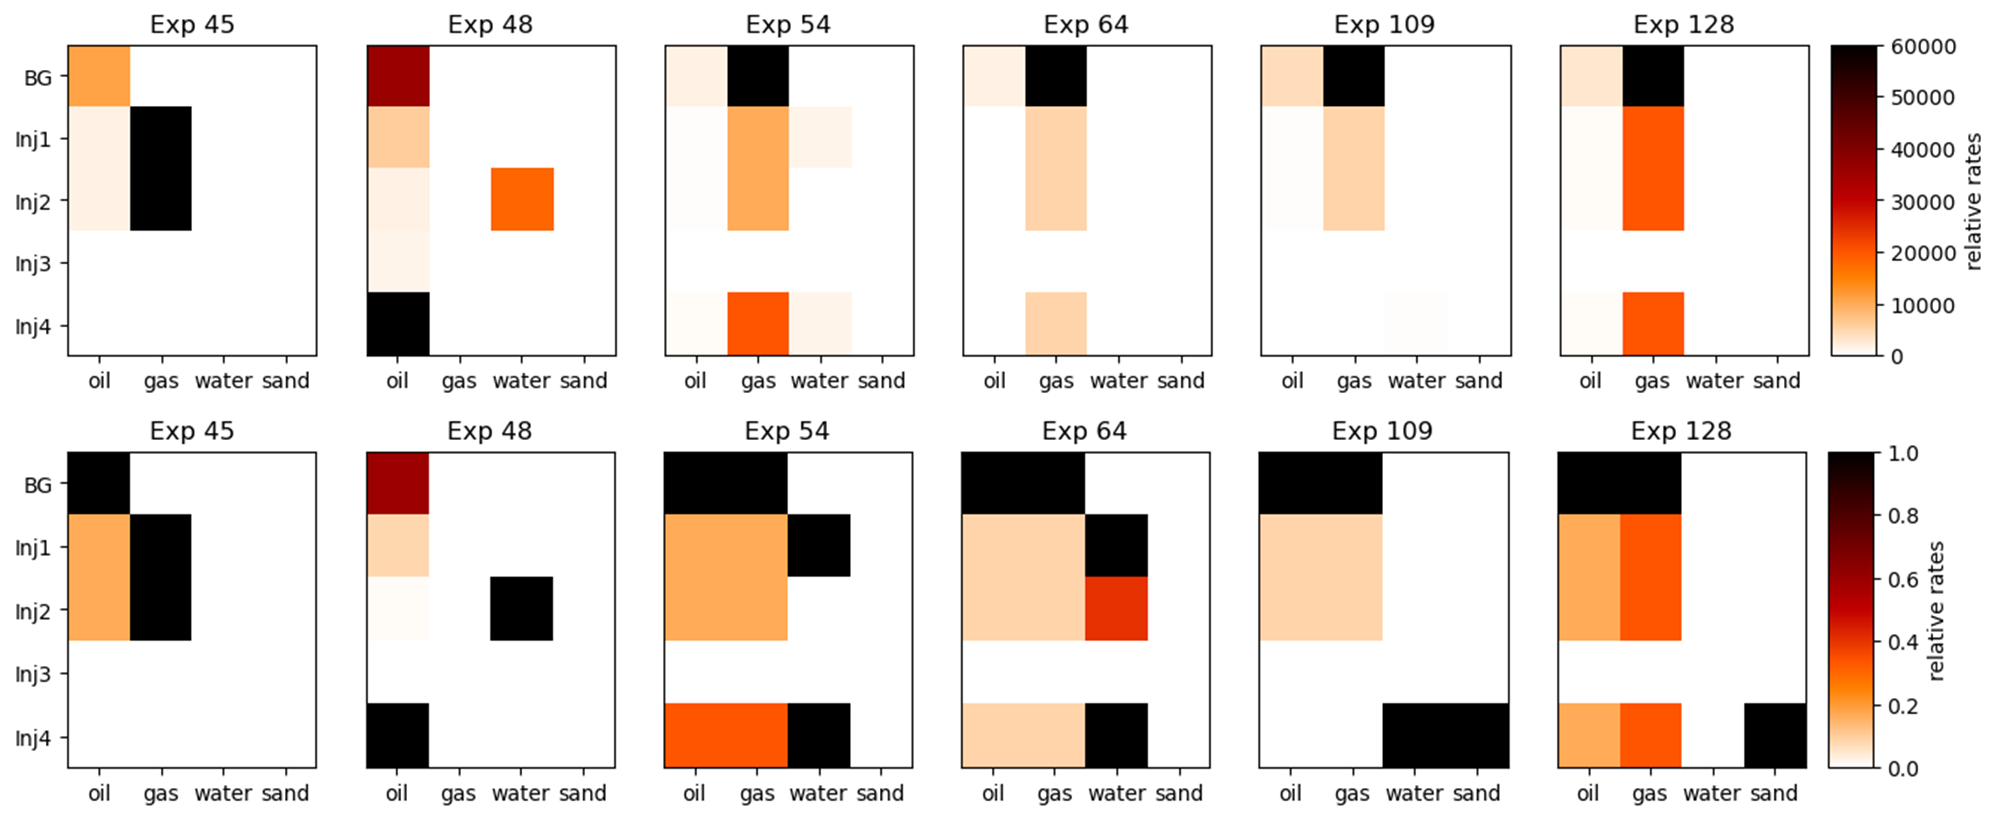 Exp 45 Exp 48 Exp 54 Exp 64 Exp 109 Exp 128
BG
Inj1
Inj2
Inj3
Inj4
oil gas water sand oil gas water sand oil gas water sand oil gas water sand oil gas water sand oil gas water sand
60000
50000
40000
30000
20000
10000
0
relative rates
Exp 45 Exp 48 Exp 54 Exp 64 Exp 109 Exp 128
BG
Inj1
Inj2
Inj3
Inj4
oil gas water sand oil gas water sand oil gas water sand oil gas water sand oil gas water sand oil gas water sand
1.0
0.8
0.6
0.4
0.2
0.0
relative rates